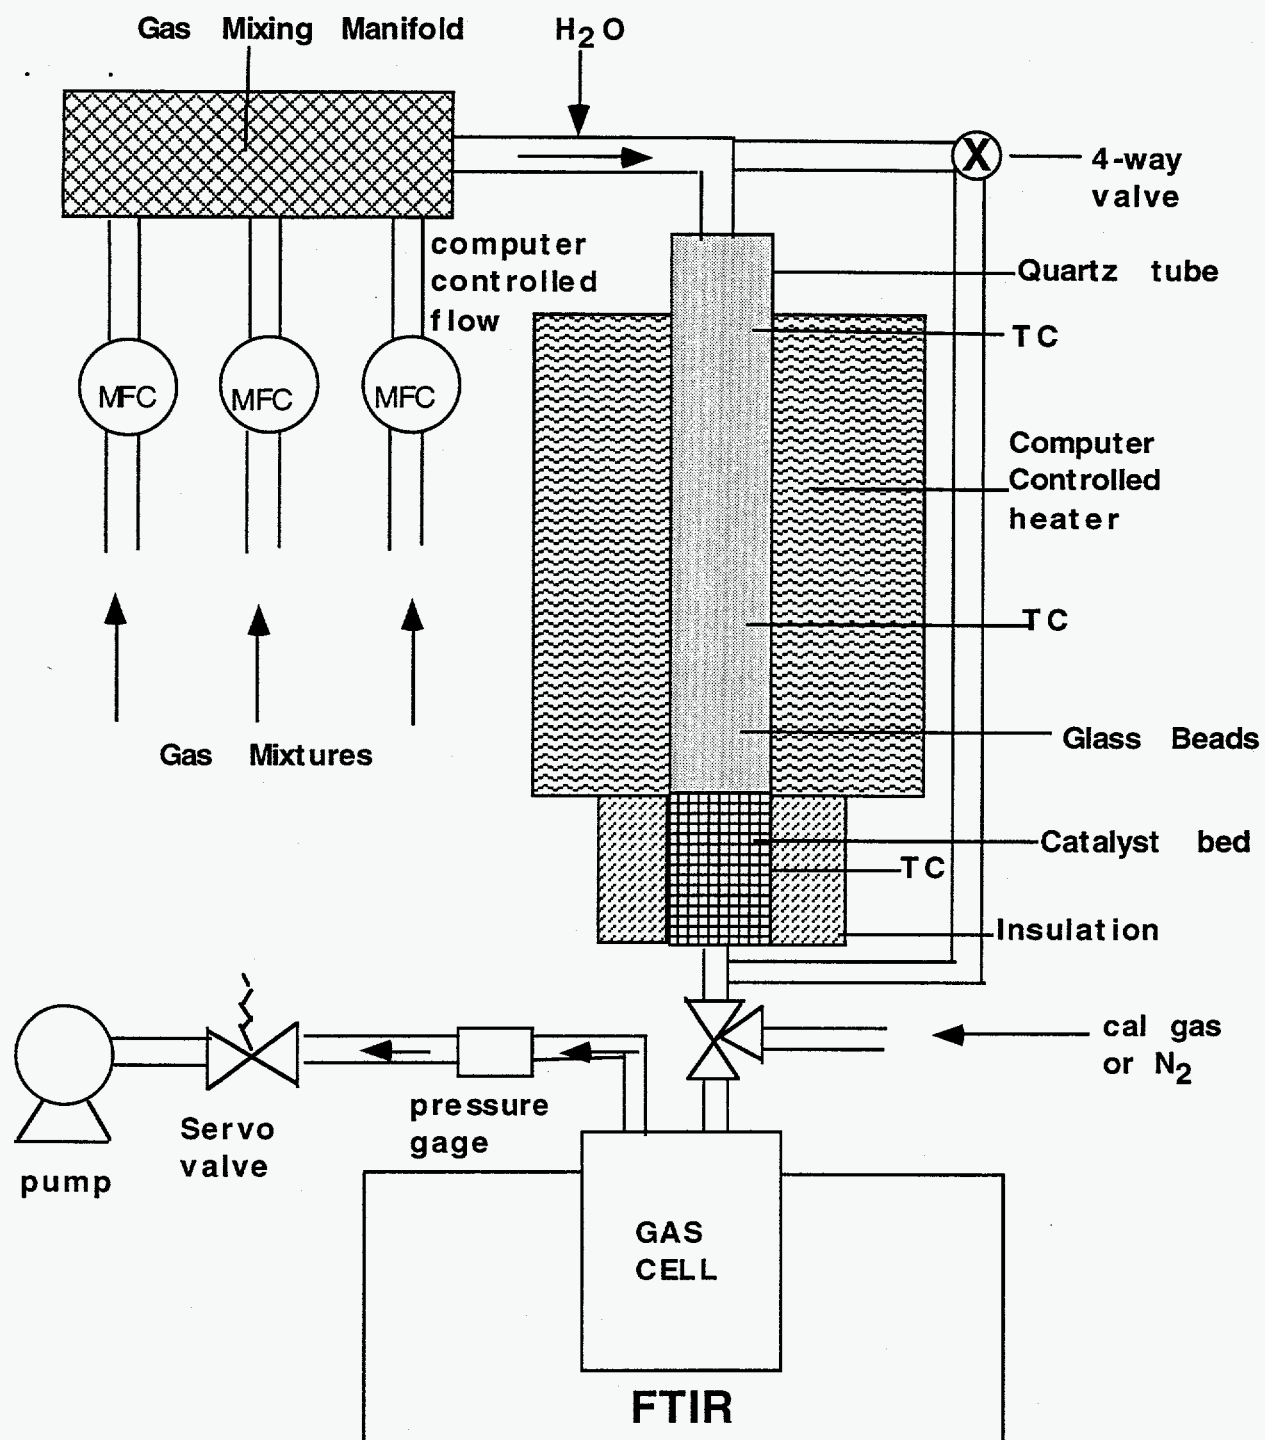 Gas Mixing Manifold
H2O
X
4-way
valve
computer
controlled
flow
Quartz tube
TC
MFC
MFC
MFC
Computer
Controlled
heater
TC
Gas Mixtures
Glass Beads
Catalyst bed
TC
Insulation
cal gas
or N2
pressure
gage
Servo
valve
pump
GAS
CELL
FTIR